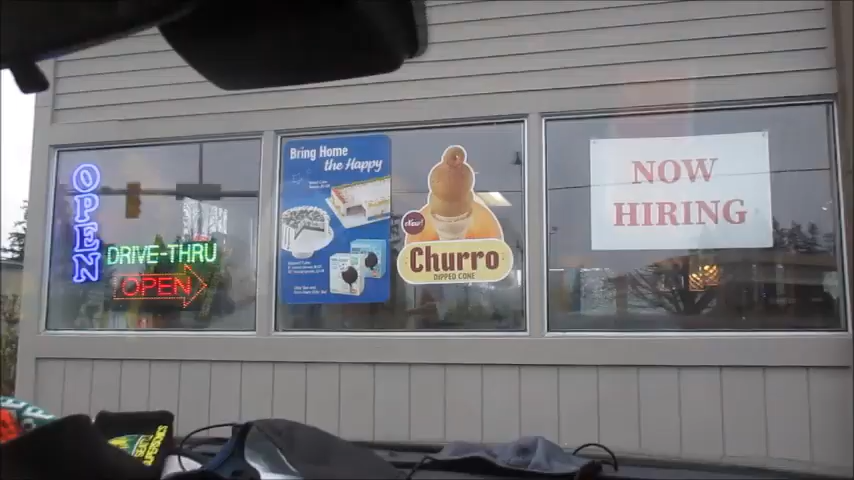 OPEN
DRIVE-THRU
OPEN
Bring Home
the Happy
New!
Churro
DIPPED CONE
NOW
HIRING